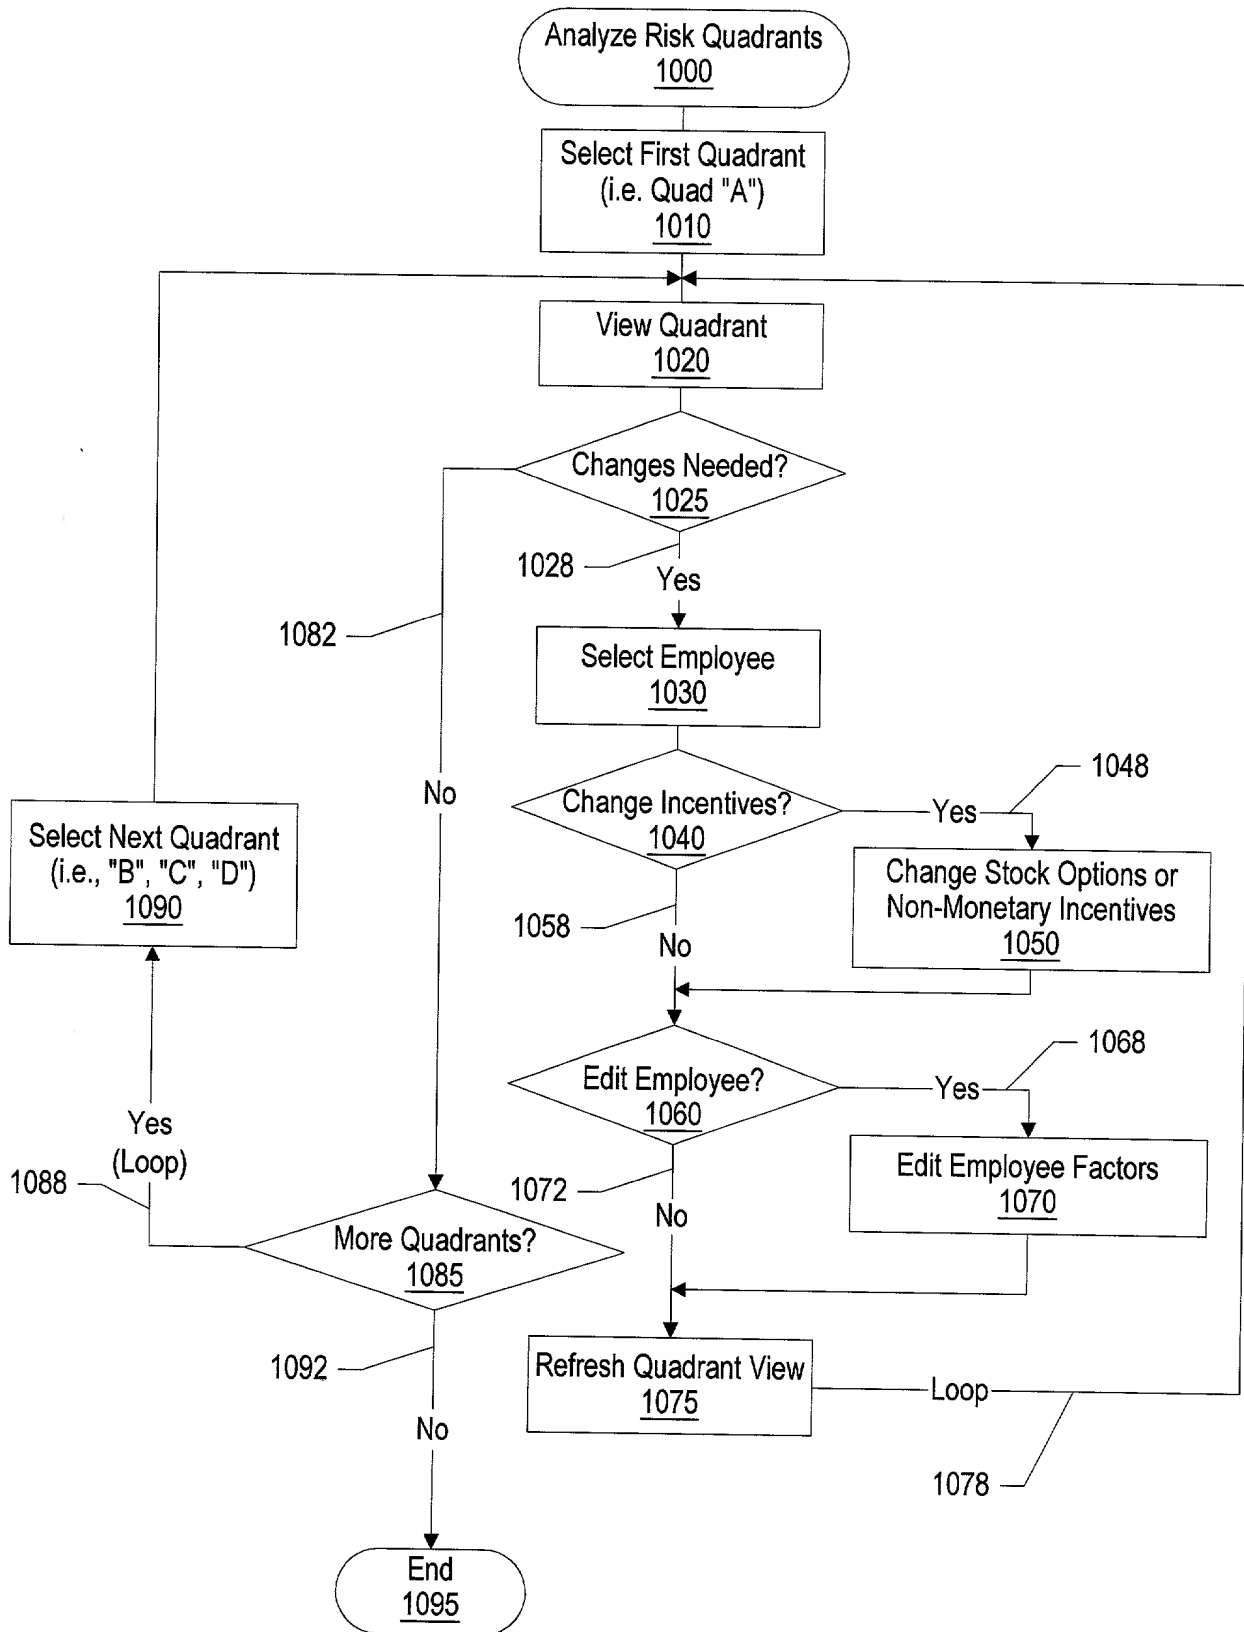 Analyze Risk Quadrants
1000
Select First Quadrant
(i.e. Quad "A")
1010
View Quadrant
1020
Changes Needed?
1025
1028
Yes
1082
Select Employee
1030
No
Change Incentives?
1040
Yes
1048
Select Next Quadrant
(i.e., "B", "C", "D")
1090
Change Stock Options or
Non-Monetary Incentives
1050
1058
No
Edit Employee?
1060
Yes
1068
Yes
(Loop)
1088
Edit Employee Factors
1070
1072
No
More Quadrants?
1085
1092
Refresh Quadrant View
1075
Loop
1078
No
End
1095